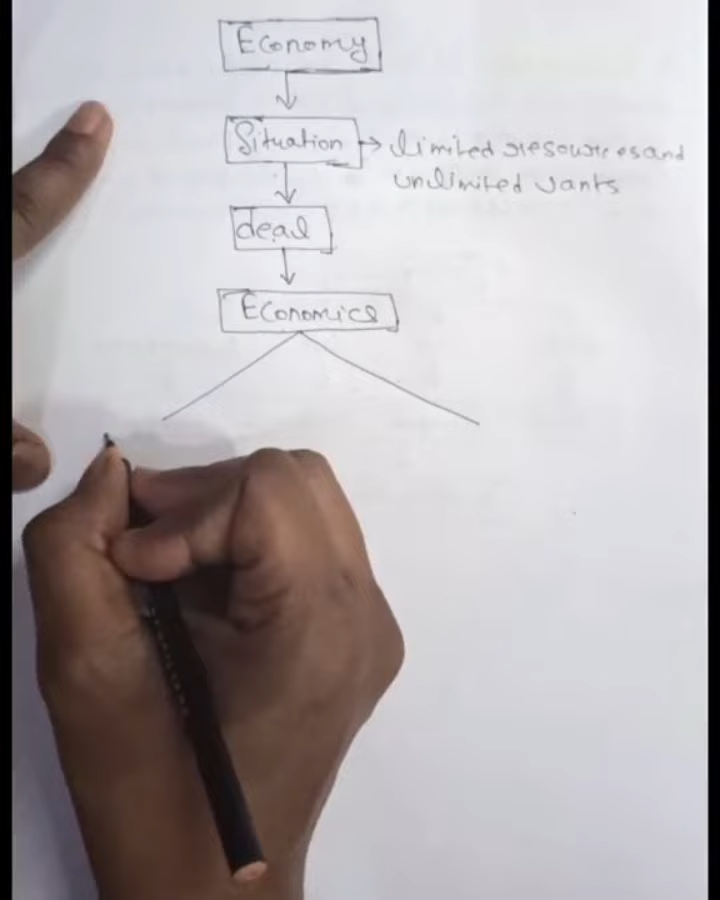 Economy
Situation
limited resources and
unlimited wants
deal
Economics